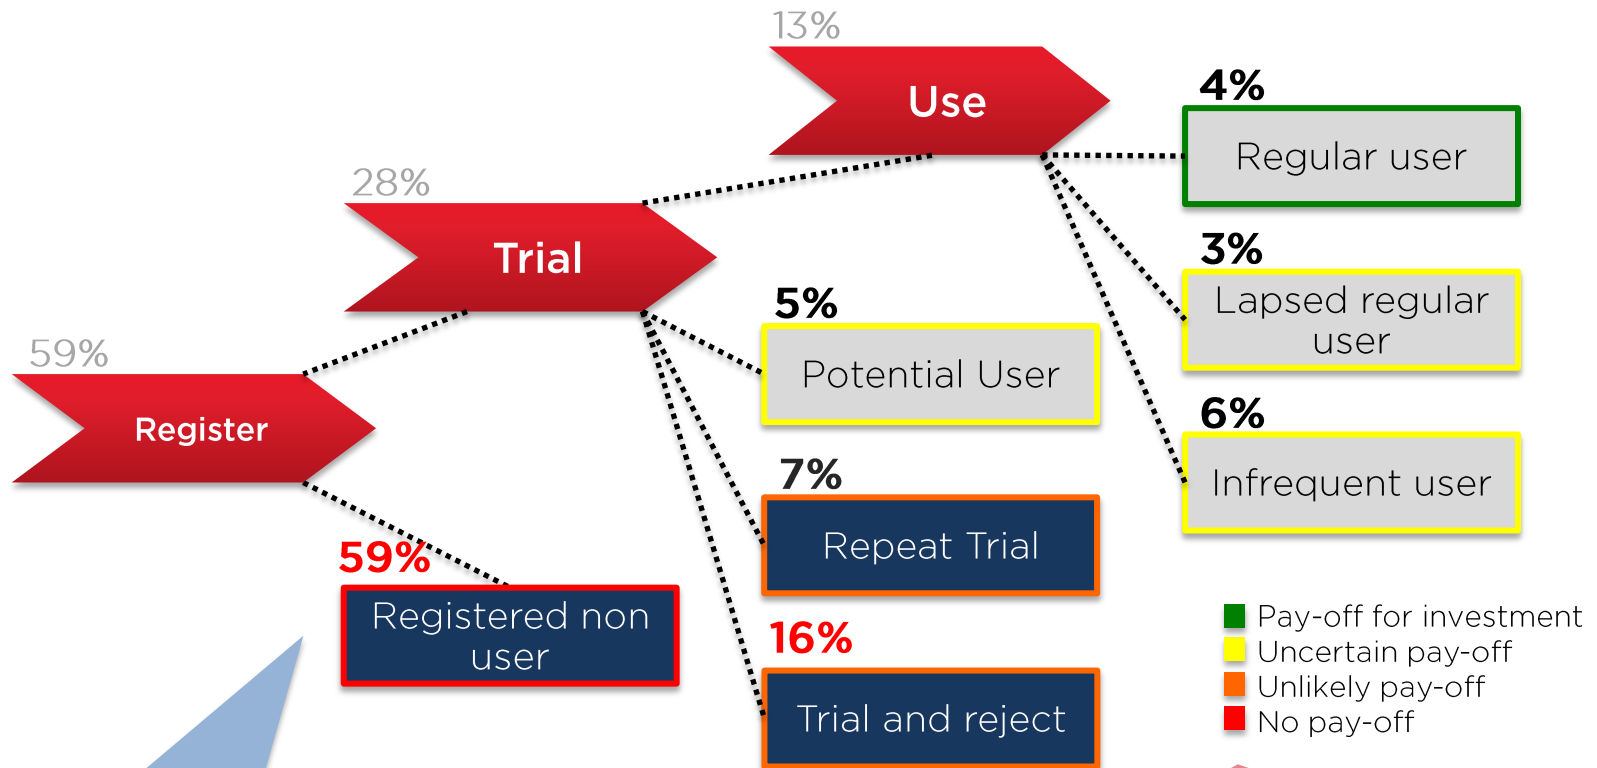 13%
Use
4%
Regular user
28%
Trial
3%
Lapsed regular
user
5%
Potential User
59%
Register
6%
Infrequent user
7%
Repeat Trial
59%
Registered non
user
16%
Trial and reject
Pay-off for investment
Uncertain pay-off
Unlikely pay-off
No pay-off